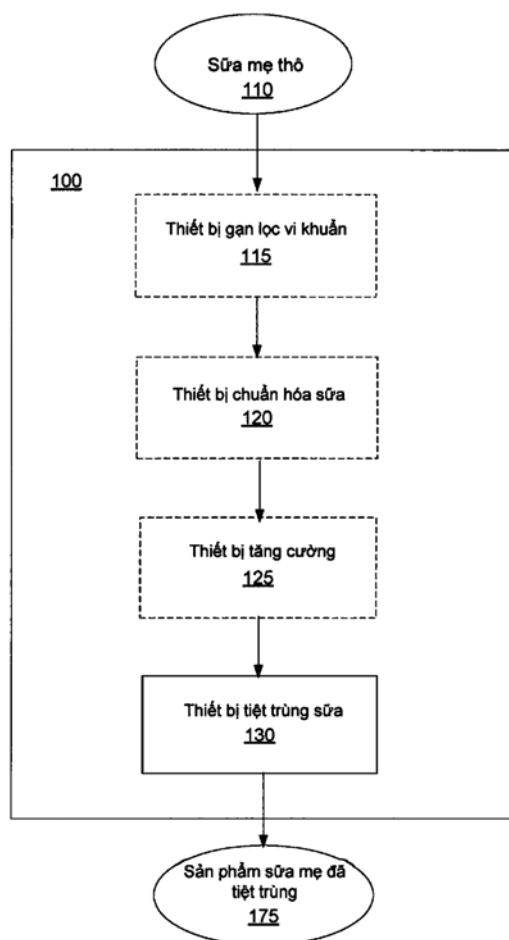 Sữa mẹ thô
110
100
Thiết bị gạn lọc vi khuẩn
115
Thiết bị chuẩn hóa sữa
120
Thiết bị tăng cường
125
Thiết bị tiệt trùng sữa
130
Sản phẩm sữa mẹ đã
tiệt trùng
175